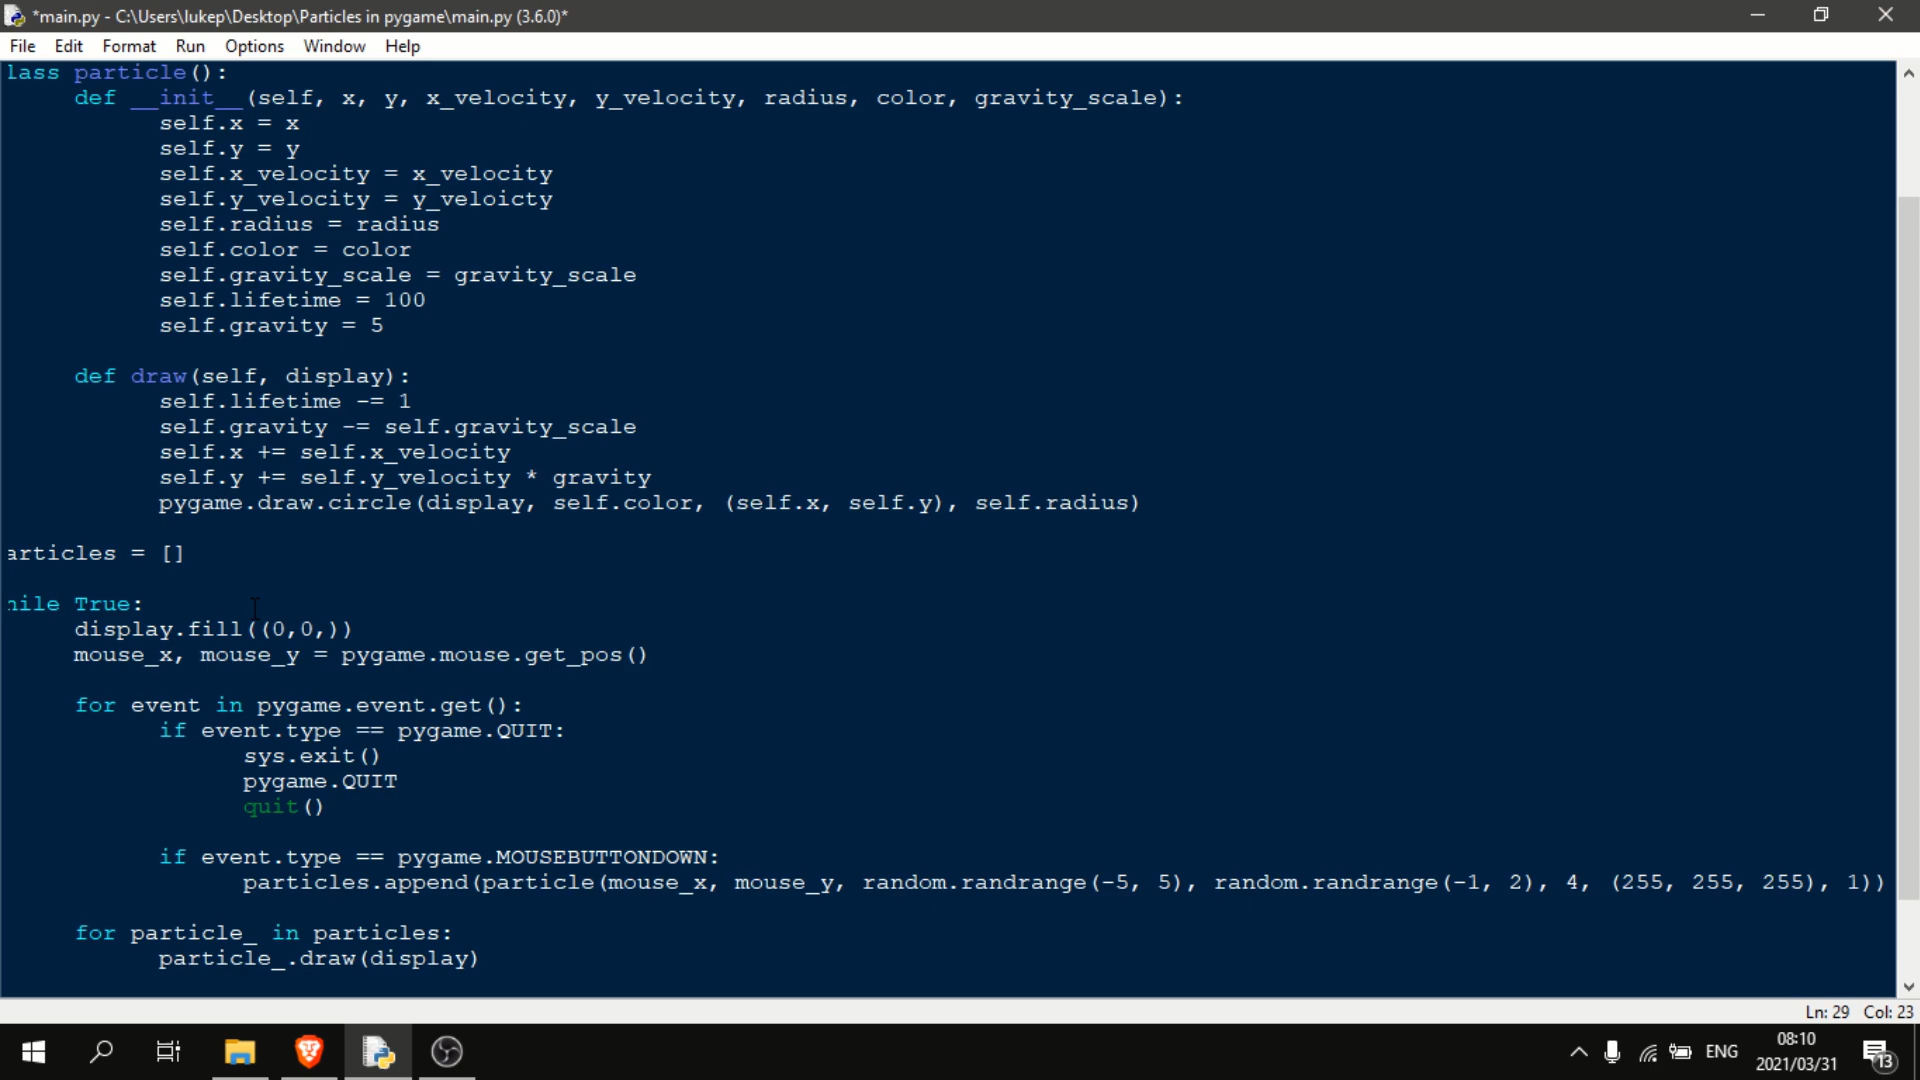 *main.py - C:\Users\lukep\Desktop\Particles in pygame\main.py (3.6.0)*
File Edit Format Run Options Window Help
lass particle():
def __init__(self, x, y, x_velocity, y_velocity, radius, color, gravity_scale):
self.x = x
self.y = y
self.x_velocity = x_velocity
self.y_velocity = y_veloicty
self.radius = radius
self.color = color
self.gravity_scale = gravity_scale
self.lifetime = 100
self.gravity = 5
def draw(self, display):
self.lifetime -= 1
self.gravity -= self.gravity_scale
self.x += self.x_velocity
self.y += self.y_velocity * gravity
pygame.draw.circle(display, self.color, (self.x, self.y), self.radius)
articles = []
hile True:
display.fill((0,0,))
mouse_x, mouse_y = pygame.mouse.get_pos()
for event in pygame.event.get():
if event.type == pygame.QUIT:
sys.exit()
pygame.QUIT
quit()
if event.type == pygame.MOUSEBUTTONDOWN:
particles.append(particle(mouse_x, mouse_y, random.randrange(-5, 5), random.randrange(-1, 2), 4, (255, 255, 255), 1))
for particle_ in particles:
particle_.draw(display)
Ln: 29 Col: 23
ENG
08:10
2021/03/31
13